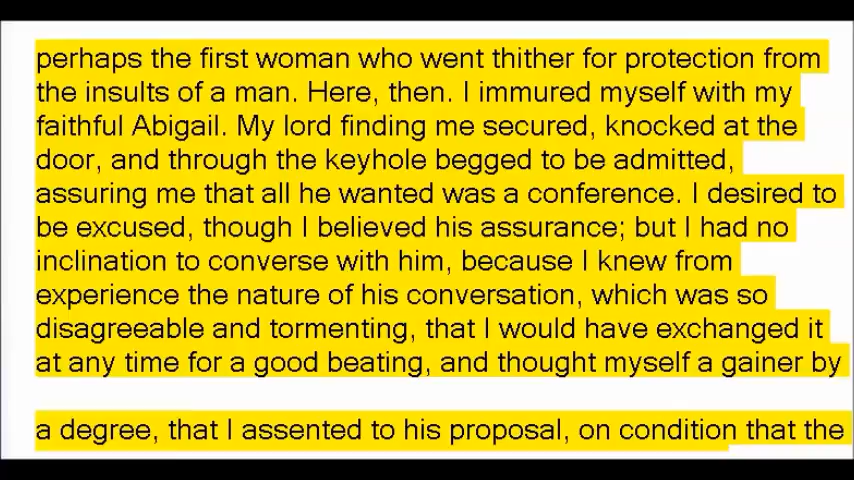 perhaps the first woman who went thither for protection from
the insults of a man. Here, then. I immured myself with my
faithful Abigail. My lord finding me secured, knocked at the
door, and through the keyhole begged to be admitted,
assuring me that all he wanted was a conference. I desired to
be excused, though I believed his assurance; but I had no
inclination to converse with him, because I knew from
experience the nature of his conversation, which was so
disagreeable and tormenting, that I would have exchanged it
at any time for a good beating, and thought myself a gainer by
a degree, that I assented to his proposal, on condition that the